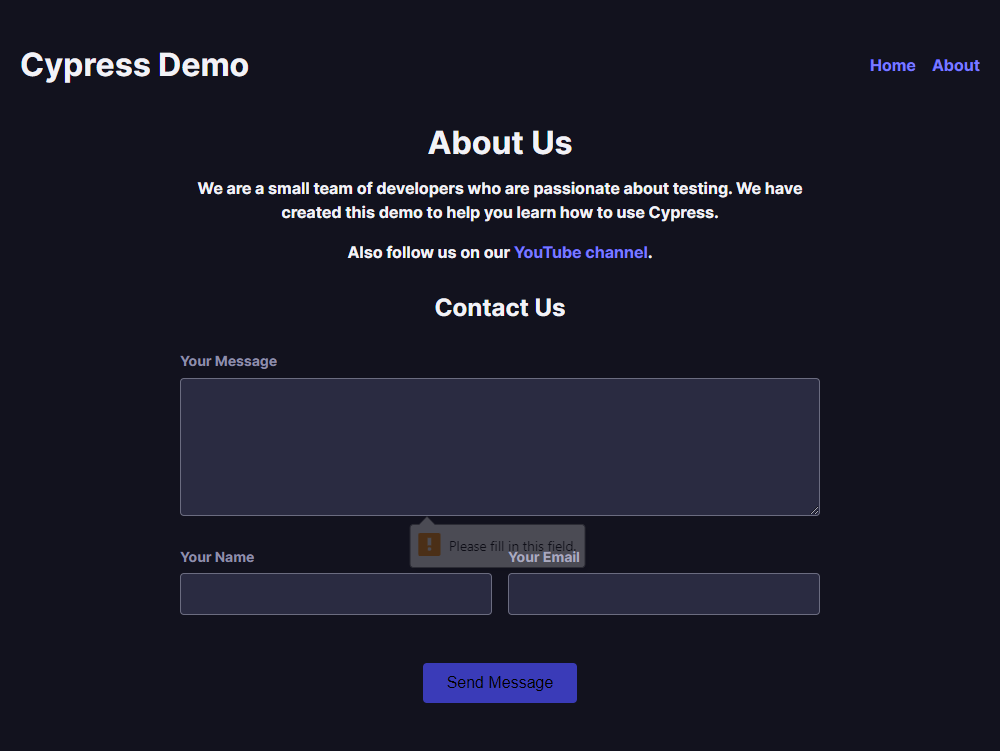 Cypress Demo
Home
About
About Us
We are a small team of developers who are passionate about testing. We have
created this demo to help you learn how to use Cypress.
Also follow us on our YouTube channel.
Contact Us
Your Message
Please fill in this field.
Your Name
Your Email
Send Message